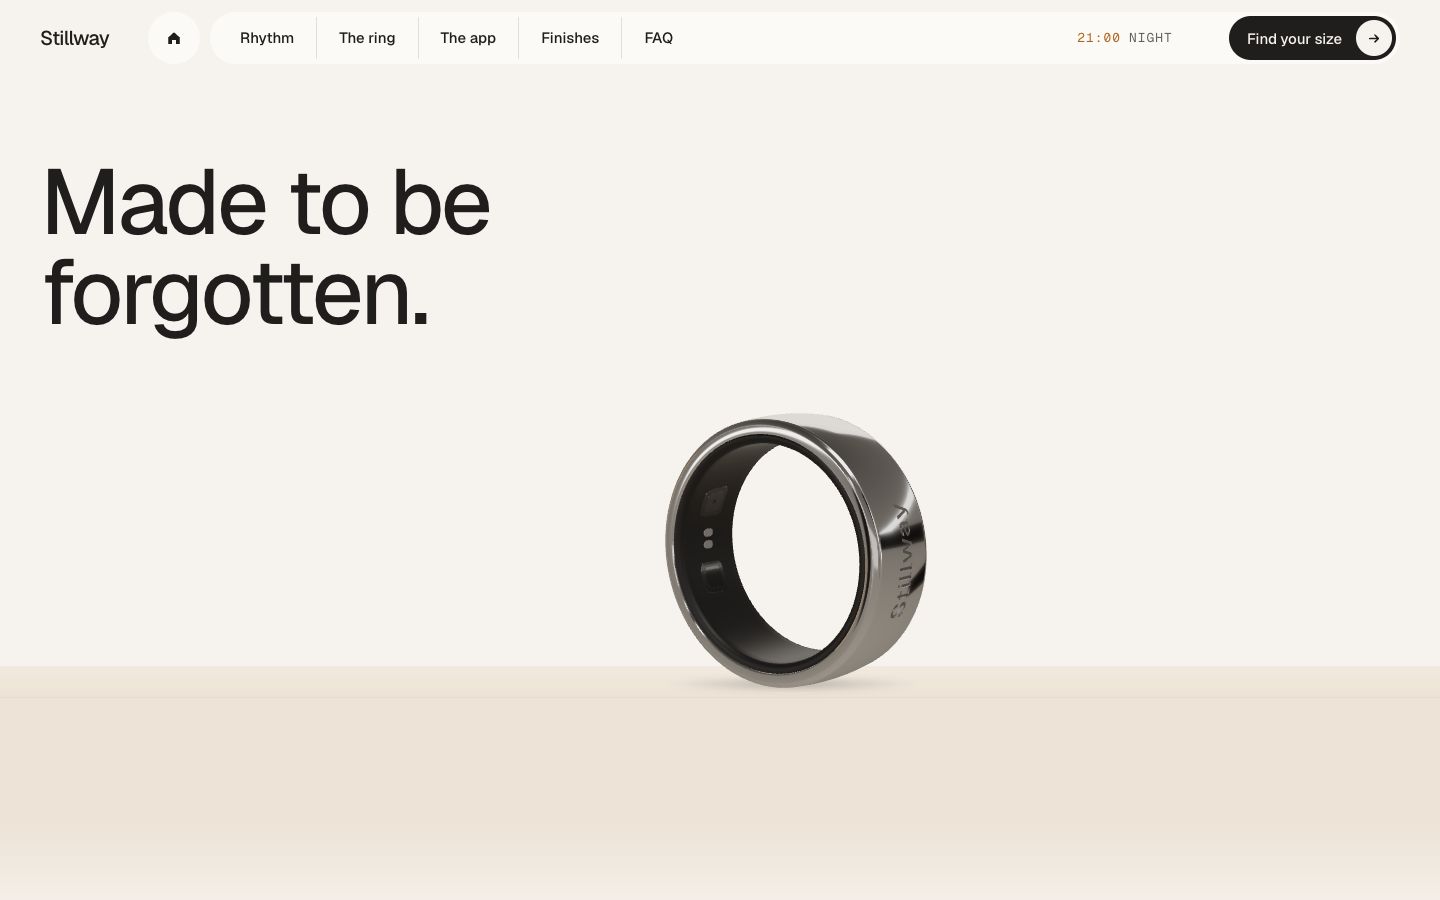 Stillway
Rhythm
The ring
The app
Finishes
FAQ
21:00 NIGHT
Find your size
Made to be
forgotten.
Stillway